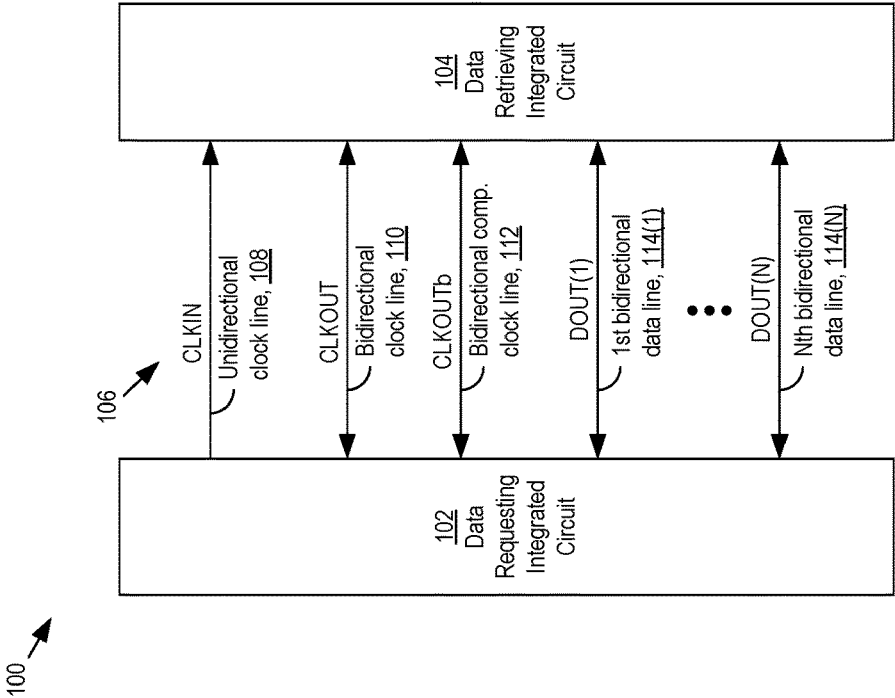 100
106
102
Data
Requesting
Integrated
Circuit
CLKIN
Unidirectional
clock line, 108
CLKOUT
Bidirectional
clock line, 110
CLKOUTb
Bidirectional comp.
clock line, 112
DOUT(1)
1st bidirectional
data line, 114(1)
DOUT(N)
Nth bidirectional
data line, 114(N)
104
Data
Retrieving
Integrated
Circuit